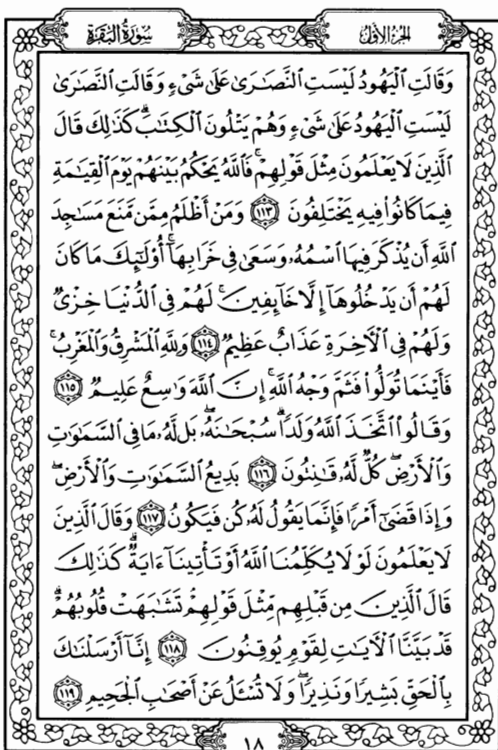 الجزء الأول
سورة البقرة
وَقَالَتِ ٱلْيَهُودُ لَيْسَتِ ٱلنَّصَٰرَىٰ عَلَىٰ شَىْءٍ وَقَالَتِ ٱلنَّصَٰرَىٰ
لَيْسَتِ ٱلْيَهُودُ عَلَىٰ شَىْءٍ وَهُمْ يَتْلُونَ ٱلْكِتَٰبَۗ كَذَٰلِكَ قَالَ
ٱلَّذِينَ لَا يَعْلَمُونَ مِثْلَ قَوْلِهِمْۚ فَٱللَّهُ يَحْكُمُ بَيْنَهُمْ يَوْمَ ٱلْقِيَٰمَةِ
فِيمَا كَانُوا۟ فِيهِ يَخْتَلِفُونَ ١١٣ وَمَنْ أَظْلَمُ مِمَّن مَّنَعَ مَسَٰجِدَ
ٱللَّهِ أَن يُذْكَرَ فِيهَا ٱسْمُهُۥ وَسَعَىٰ فِى خَرَابِهَآۚ أُو۟لَٰٓئِكَ مَا كَانَ
لَهُمْ أَن يَدْخُلُوهَآ إِلَّا خَآئِفِينَۚ لَهُمْ فِى ٱلدُّنْيَا خِزْىٌ
وَلَهُمْ فِى ٱلْءَاخِرَةِ عَذَابٌ عَظِيمٌ ١١٤ وَلِلَّهِ ٱلْمَشْرِقُ وَٱلْمَغْرِبُۚ
فَأَيْنَمَا تُوَلُّوا۟ فَثَمَّ وَجْهُ ٱللَّهِۚ إِنَّ ٱللَّهَ وَٰسِعٌ عَلِيمٌ ١١٥
وَقَالُوا۟ ٱتَّخَذَ ٱللَّهُ وَلَدًاۗ سُبْحَٰنَهُۥۖ بَل لَّهُۥ مَا فِى ٱلسَّمَٰوَٰتِ
وَٱلْأَرْضِۖ كُلٌّ لَّهُۥ قَٰنِتُونَ ١١٦ بَدِيعُ ٱلسَّمَٰوَٰتِ وَٱلْأَرْضِۖ
وَإِذَا قَضَىٰٓ أَمْرًا فَإِنَّمَا يَقُولُ لَهُۥ كُن فَيَكُونُ ١١٧ وَقَالَ ٱلَّذِينَ
لَا يَعْلَمُونَ لَوْلَا يُكَلِّمُنَا ٱللَّهُ أَوْ تَأْتِينَآ ءَايَةٌۗ كَذَٰلِكَ
قَالَ ٱلَّذِينَ مِن قَبْلِهِم مِّثْلَ قَوْلِهِمْۘ تَشَٰبَهَتْ قُلُوبُهُمْۗ
قَدْ بَيَّنَّا ٱلْءَايَٰتِ لِقَوْمٍ يُوقِنُونَ ١١٨ إِنَّآ أَرْسَلْنَٰكَ
بِٱلْحَقِّ بَشِيرًا وَنَذِيرًاۖ وَلَا تُسْـَٔلُ عَنْ أَصْحَٰبِ ٱلْجَحِيمِ ١١٩
١٨